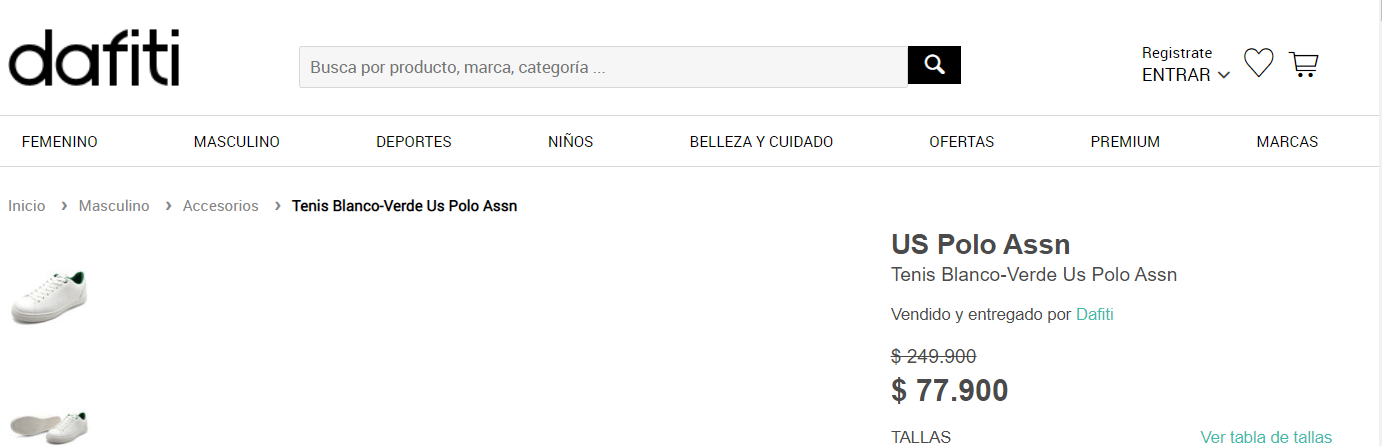 dafiti
Busca por producto, marca, categoría ...
Registrate
ENTRAR
FEMENINO MASCULINO DEPORTES NIÑOS BELLEZA Y CUIDADO OFERTAS PREMIUM MARCAS
Inicio › Masculino › Accesorios › Tenis Blanco-Verde Us Polo Assn
US Polo Assn
Tenis Blanco-Verde Us Polo Assn
Vendido y entregado por Dafiti
$ 249.900
$ 77.900
TALLAS Ver tabla de tallas